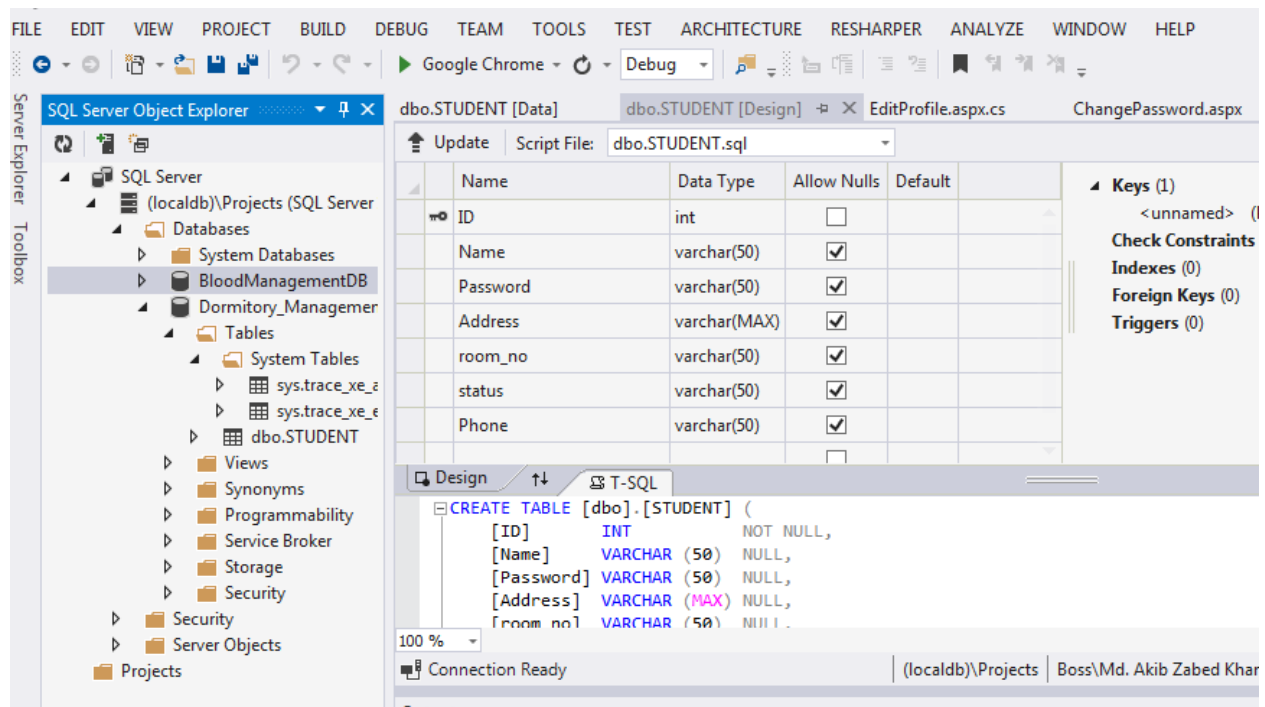 FILE EDIT VIEW PROJECT BUILD DEBUG TEAM TOOLS TEST ARCHITECTURE RESHARPER ANALYZE WINDOW HELP
Google Chrome Debug
Server Explorer
Toolbox
SQL Server Object Explorer
SQL Server
(localdb)\Projects (SQL Server
Databases
System Databases
BloodManagementDB
Dormitory_Managemer
Tables
System Tables
sys.trace_xe_a
sys.trace_xe_e
dbo.STUDENT
Views
Synonyms
Programmability
Service Broker
Storage
Security
Security
Server Objects
Projects
dbo.STUDENT [Data] dbo.STUDENT [Design] EditProfile.aspx.cs ChangePassword.aspx
Update Script File: dbo.STUDENT.sql
Name Data Type Allow Nulls Default
ID int
Name varchar(50)
Password varchar(50)
Address varchar(MAX)
room_no varchar(50)
status varchar(50)
Phone varchar(50)
Keys (1)
<unnamed>
Check Constraints
Indexes (0)
Foreign Keys (0)
Triggers (0)
Design T-SQL
CREATE TABLE [dbo].[STUDENT] (
[ID] INT NOT NULL,
[Name] VARCHAR (50) NULL,
[Password] VARCHAR (50) NULL,
[Address] VARCHAR (MAX) NULL,
[room_no] VARCHAR (50) NULL,
100 %
Connection Ready (localdb)\Projects Boss\Md. Akib Zabed Khan